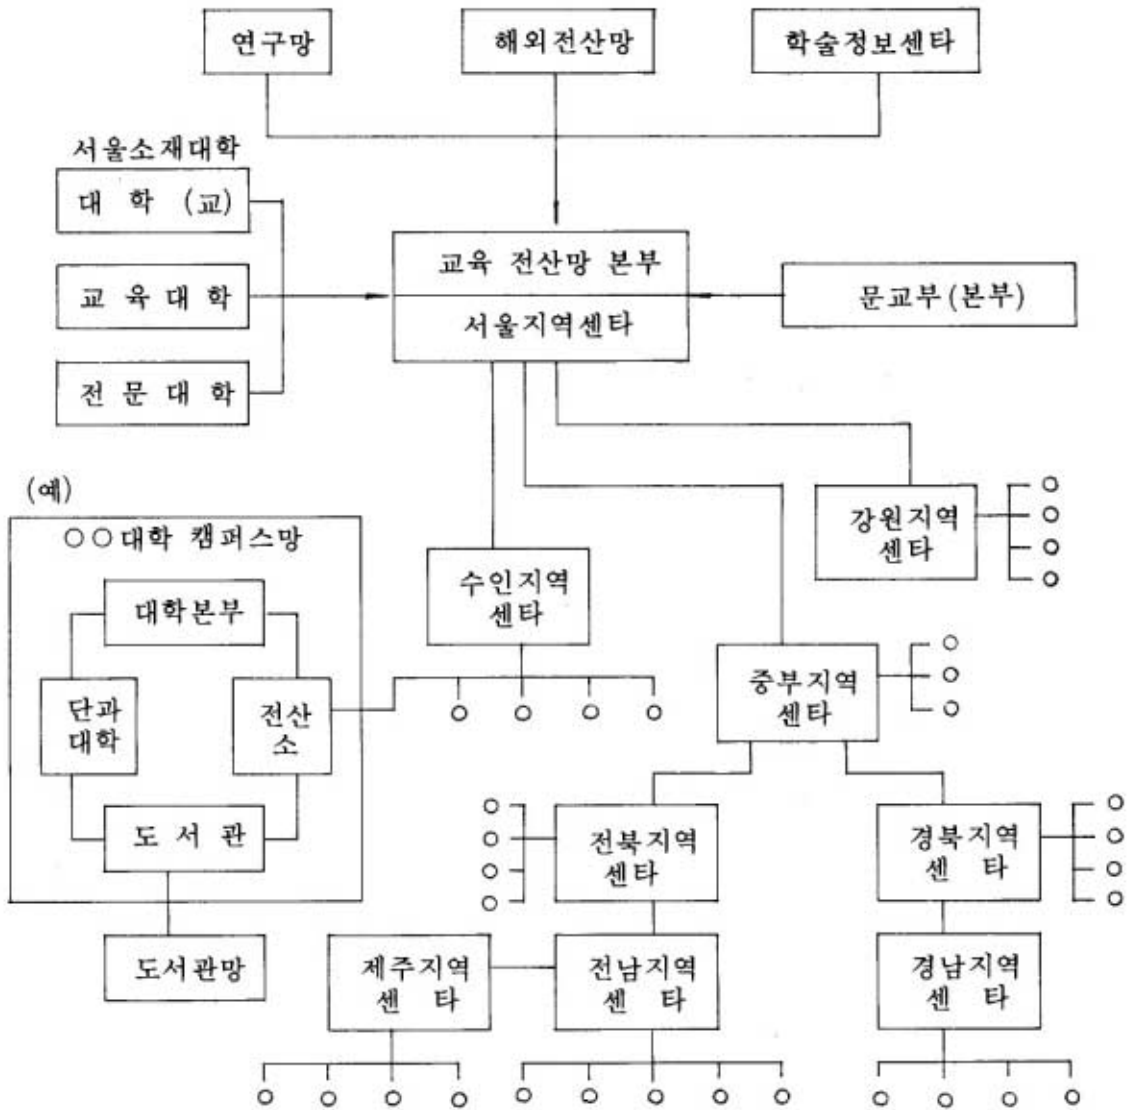 연구망
해외전산망
학술정보센타
서울소재대학
대 학 (교)
교 육 대 학
전 문 대 학
교육 전산망 본부
서울지역센타
문교부(본부)
(예)
○○대학 캠퍼스망
대학본부
단과
대학
전산
소
도 서 관
도서관망
수인지역
센타
강원지역
센타
중부지역
센타
전북지역
센타
경북지역
센 타
제주지역
센 타
전남지역
센 타
경남지역
센 타